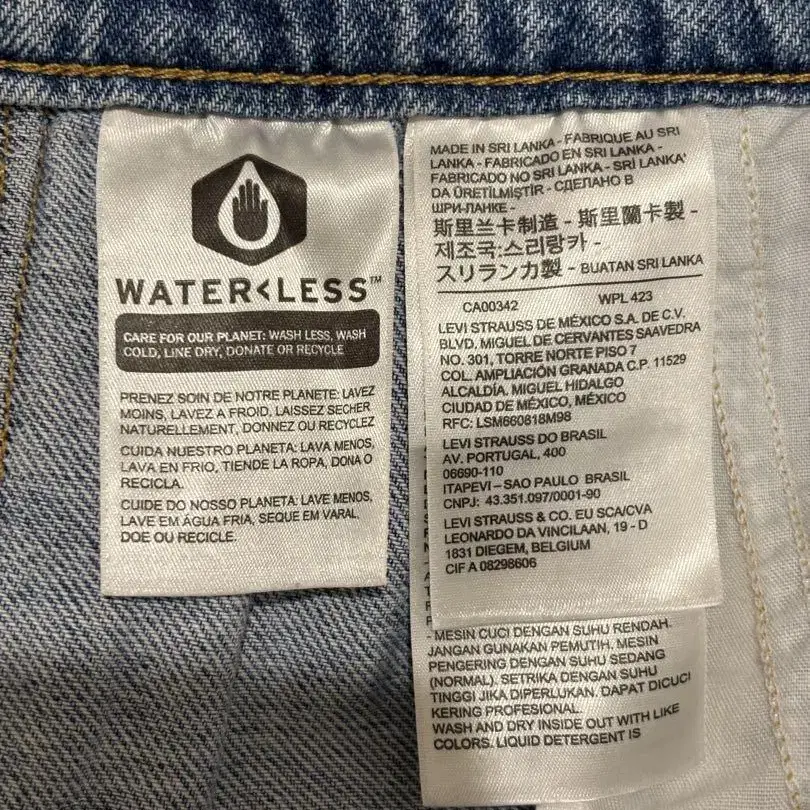 WATER<LESS™
CARE FOR OUR PLANET: WASH LESS, WASH
COLD, LINE DRY, DONATE OR RECYCLE
PRENEZ SOIN DE NOTRE PLANETE: LAVEZ
MOINS, LAVEZ A FROID, LAISSEZ SECHER
NATURELLEMENT, DONNEZ OU RECYCLEZ
CUIDA NUESTRO PLANETA: LAVA MENOS,
LAVA EN FRIO, TIENDE LA ROPA, DONA O
RECICLA.
CUIDE DO NOSSO PLANETA: LAVE MENOS,
LAVE EM ÁGUA FRIA, SEQUE EM VARAL,
DOE OU RECICLE.
MADE IN SRI LANKA - FABRIQUE AU SRI
LANKA - FABRICADO EN SRI LANKA -
FABRICADO NO SRI LANKA - SRİ LANKA'
DA ÜRETİLMİŞTİR - СДЕЛАНО В
ШРИ-ЛАНКЕ -
斯里兰卡制造 - 斯里蘭卡製 -
제조국:스리랑카 -
スリランカ製 - BUATAN SRI LANKA
CA00342 WPL 423
LEVI STRAUSS DE MÉXICO S.A. DE C.V.
BLVD. MIGUEL DE CERVANTES SAAVEDRA
NO. 301, TORRE NORTE PISO 7
COL. AMPLIACIÓN GRANADA C.P. 11529
ALCALDÍA. MIGUEL HIDALGO
CIUDAD DE MÉXICO, MÉXICO
RFC: LSM660818M98
LEVI STRAUSS DO BRASIL
AV. PORTUGAL, 400
06690-110
ITAPEVI – SAO PAULO BRASIL
CNPJ: 43.351.097/0001-90
LEVI STRAUSS & CO. EU SCA/CVA
LEONARDO DA VINCILAAN, 19 - D
1831 DIEGEM, BELGIUM
CIF A 08298606
- MESIN CUCI DENGAN SUHU RENDAH.
JANGAN GUNAKAN PEMUTIH. MESIN
PENGERING DENGAN SUHU SEDANG
(NORMAL). SETRIKA DENGAN SUHU
TINGGI JIKA DIPERLUKAN. DAPAT DICUCI
KERING PROFESIONAL.
WASH AND DRY INSIDE OUT WITH LIKE
COLORS. LIQUID DETERGENT IS